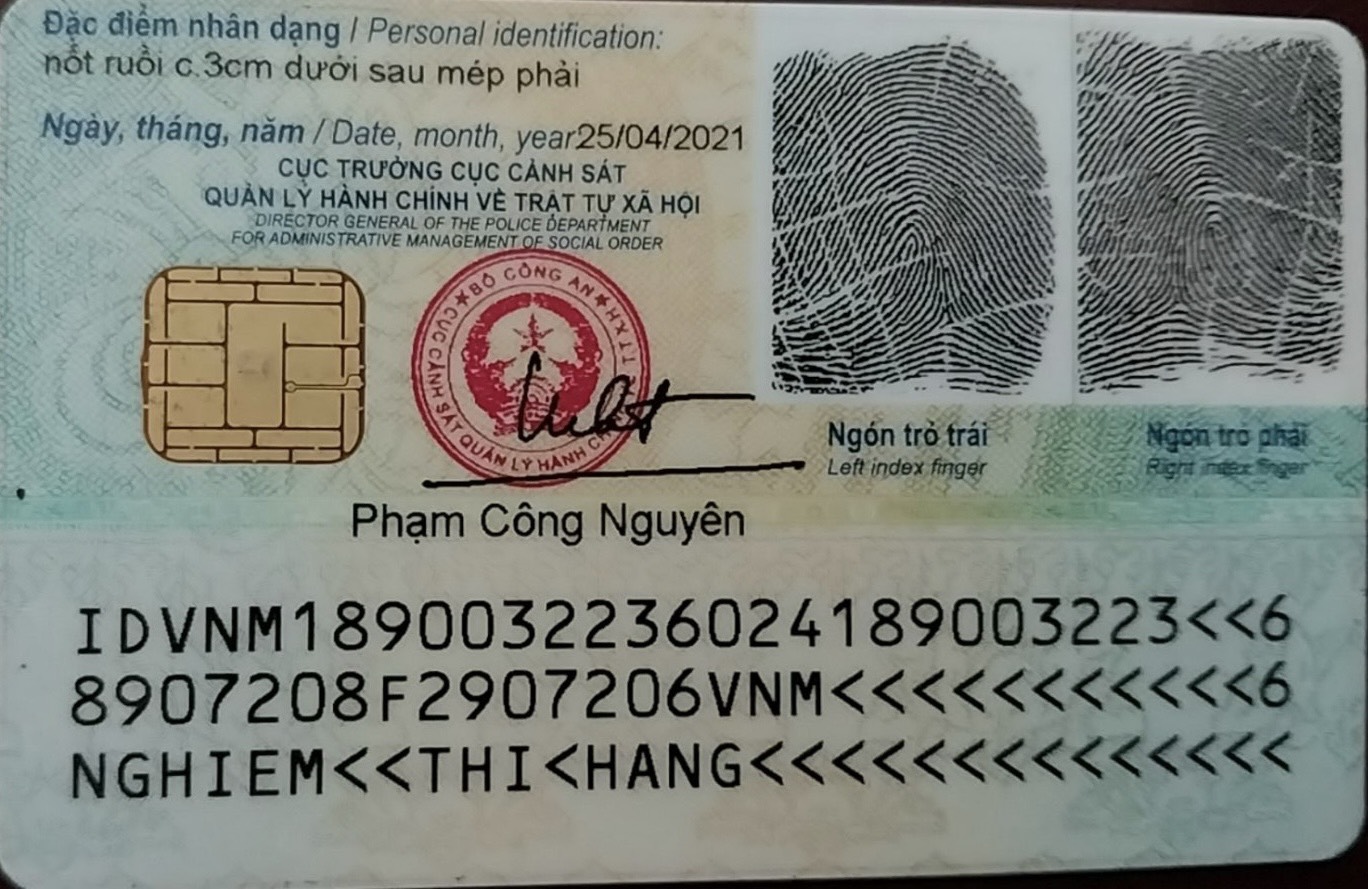 Đặc điểm nhân dạng / Personal identification:
nốt ruồi c.3cm dưới sau mép phải
Ngày, tháng, năm / Date, month, year25/04/2021
CỤC TRƯỞNG CỤC CẢNH SÁT
QUẢN LÝ HÀNH CHÍNH VỀ TRẬT TỰ XÃ HỘI
DIRECTOR GENERAL OF THE POLICE DEPARTMENT
FOR ADMINISTRATIVE MANAGEMENT OF SOCIAL ORDER
BỘ CÔNG AN
CỤC CẢNH SÁT QUẢN LÝ HÀNH
Ngón trỏ trái
Left index finger
Ngón trỏ phải
Right index finger
Phạm Công Nguyên
IDVNM1890032236024189003223<<6
8907208F2907206VNM<<<<<<<<<<<6
NGHIEM<<THI<HANG<<<<<<<<<<<<<<